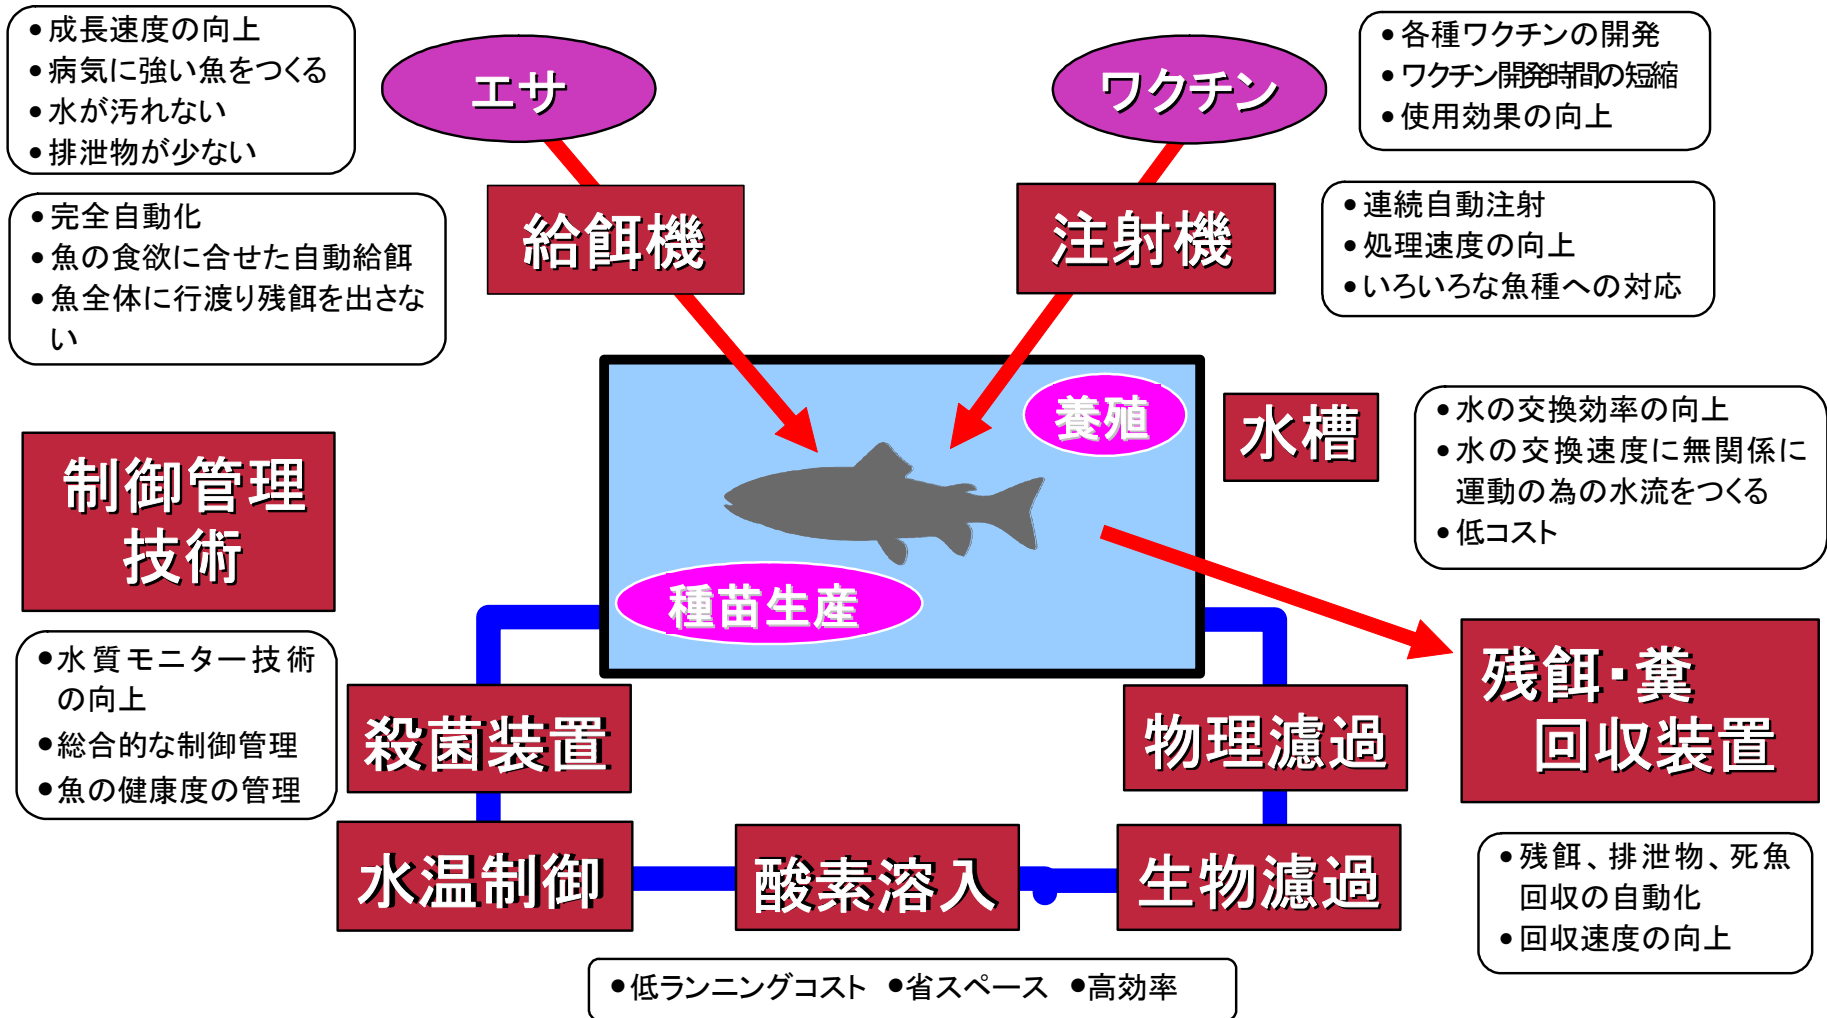 •成長速度の向上
•病気に強い魚をつくる
•水が汚れない
•排泄物が少ない
エサ
ワクチン
•各種ワクチンの開発
•ワクチン開発時間の短縮
•使用効果の向上
•完全自動化
•魚の食欲に合せた自動給餌
•魚全体に行渡り残餌を出さな
い
給餌機
注射機
•連続自動注射
•処理速度の向上
•いろいろな魚種への対応
養殖
水槽
•水の交換効率の向上
•水の交換速度に無関係に
運動の為の水流をつくる
•低コスト
制御管理
技術
種苗生産
•水質モニター技術
の向上
•総合的な制御管理
•魚の健康度の管理
殺菌装置
物理濾過
残餌・糞
回収装置
水温制御
酸素溶入
生物濾過
•残餌、排泄物、死魚
回収の自動化
•回収速度の向上
•低ランニングコスト •省スペース •高効率